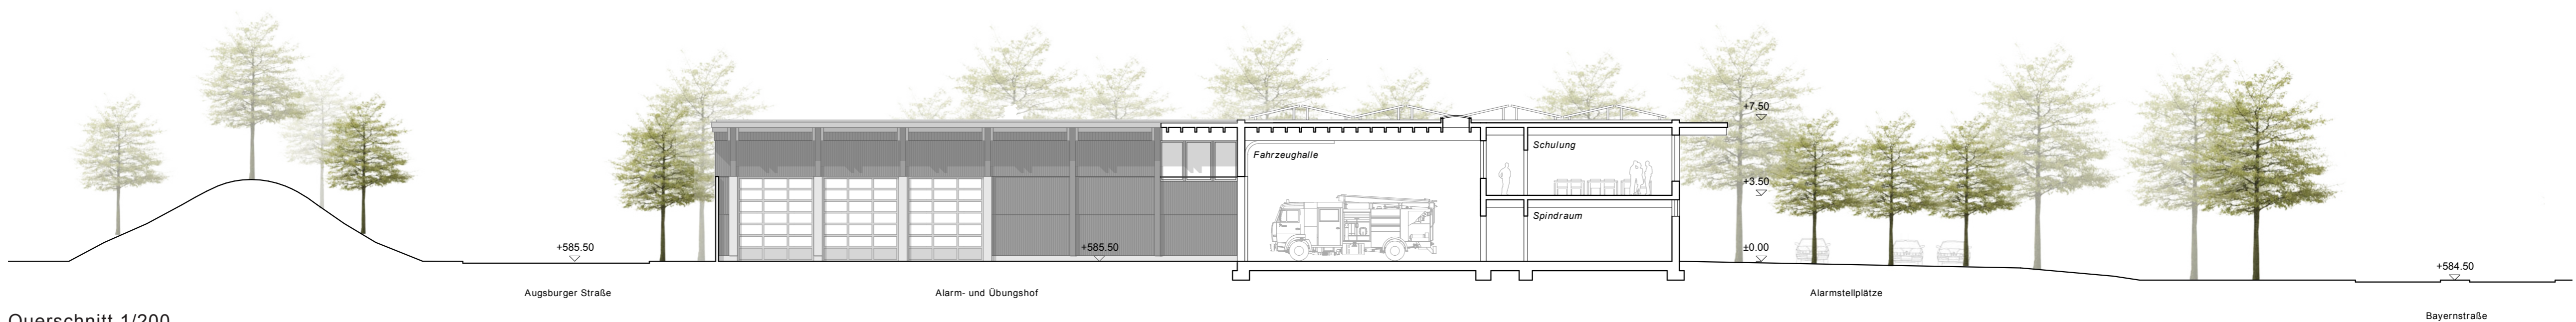 +7.50
Fahrzeughalle
Schulung
+3.50
Spindraum
+585.50
+585.50
±0.00
+584.50
Augsburger Straße
Alarm- und Übungshof
Alarmstellplätze
Bayernstraße
Querschnitt 1/200